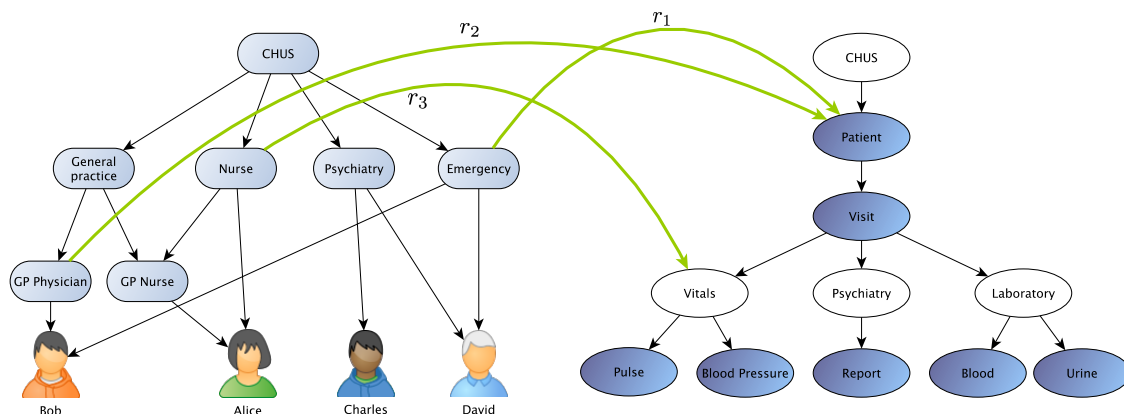 r1
r2
r3
CHUS
CHUS
Patient
General
practice
Nurse
Psychiatry
Emergency
Visit
GP Physician
GP Nurse
Vitals
Psychiatry
Laboratory
Pulse
Blood Pressure
Report
Blood
Urine
Bob
Alice
Charles
David